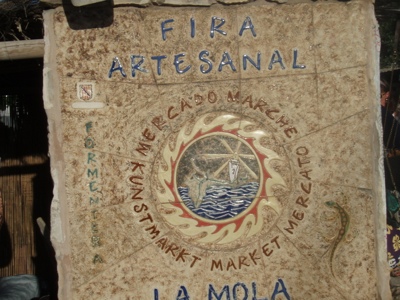 FIRA
ARTESANAL
FORMENTERA
MERCADO MARCHE MERCATO MARKET KUNSTMARKT
LA MOLA